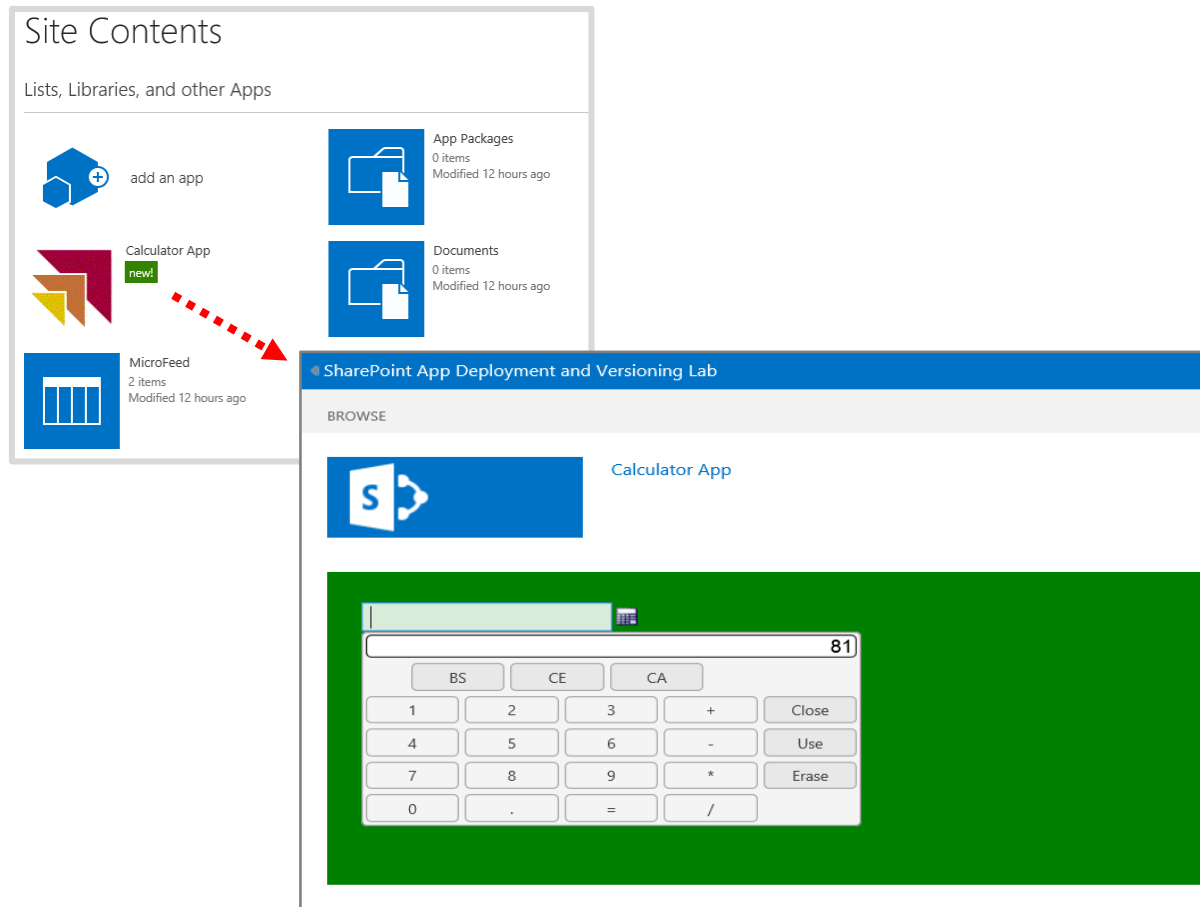 Site Contents
Lists, Libraries, and other Apps
add an app
App Packages
0 items
Modified 12 hours ago
Calculator App
new!
Documents
0 items
Modified 12 hours ago
MicroFeed
2 items
Modified 12 hours ago
SharePoint App Deployment and Versioning Lab
BROWSE
S
Calculator App
81
BS CE CA
1 2 3 + Close
4 5 6 - Use
7 8 9 * Erase
0 . = /